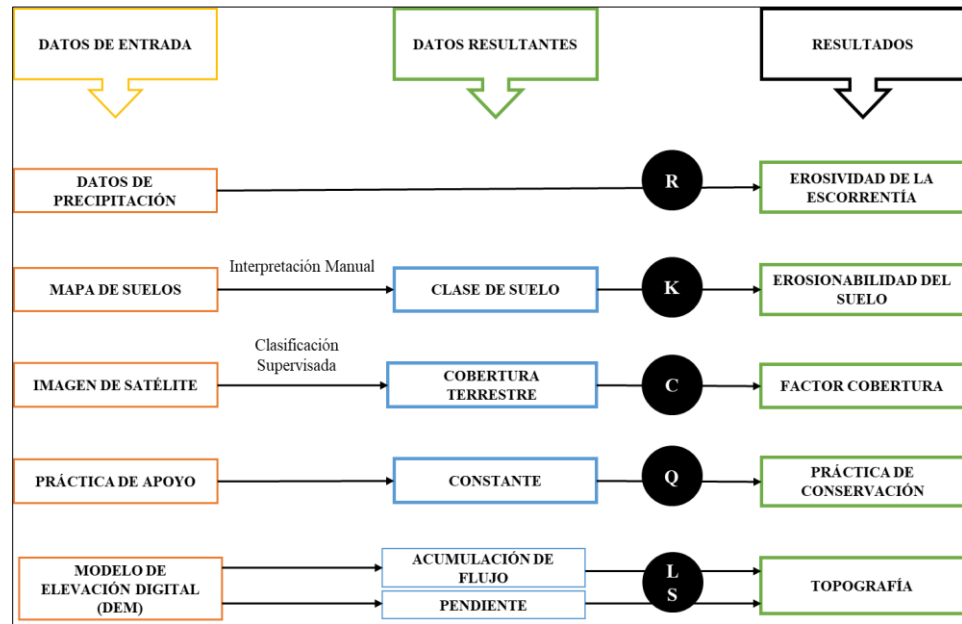 DATOS DE ENTRADA
DATOS RESULTANTES
RESULTADOS
DATOS DE
PRECIPITACIÓN
R
EROSIVIDAD DE LA
ESCORRENTÍA
MAPA DE SUELOS
Interpretación Manual
CLASE DE SUELO
K
EROSIONABILIDAD DEL
SUELO
IMAGEN DE SATÉLITE
Clasificación
Supervisada
COBERTURA
TERRESTRE
C
FACTOR COBERTURA
PRÁCTICA DE APOYO
CONSTANTE
Q
PRÁCTICA DE
CONSERVACIÓN
MODELO DE
ELEVACIÓN DIGITAL
(DEM)
ACUMULACIÓN DE
FLUJO
PENDIENTE
L
S
TOPOGRAFÍA